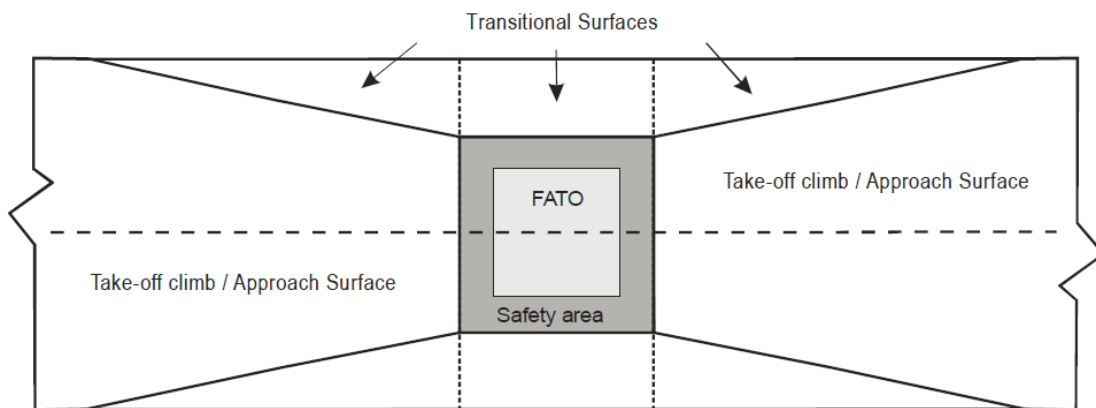 Transitional Surfaces
Take-off climb / Approach Surface
FATO
Take-off climb / Approach Surface
Safety area